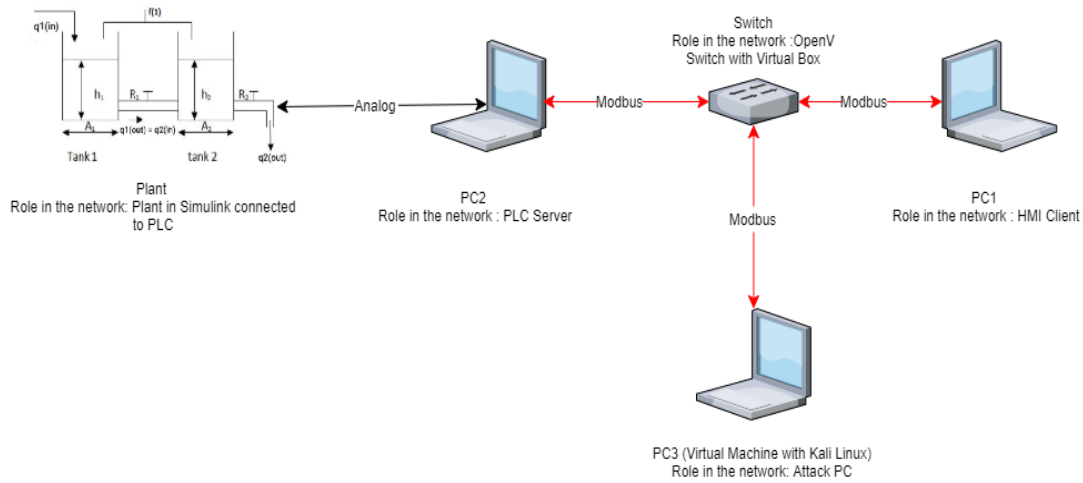 q1(in)
f(1)
h₁
R₁
h₂
R₂
A₁
q1(out) = q2(in)
A₂
q2(out)
Tank 1
tank 2
Plant
Role in the network: Plant in Simulink connected
to PLC
Analog
PC2
Role in the network : PLC Server
Modbus
Switch
Role in the network :OpenV
Switch with Virtual Box
Modbus
PC1
Role in the network : HMI Client
Modbus
PC3 (Virtual Machine with Kali Linux)
Role in the network: Attack PC